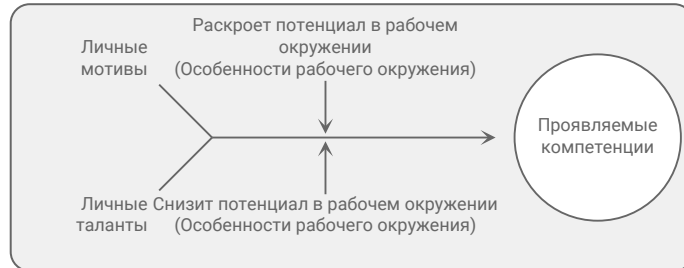 Личные
мотивы
Раскроет потенциал в рабочем
окружении
(Особенности рабочего окружения)
Проявляемые
компетенции
Личные
таланты
Снизит потенциал в рабочем окружении
(Особенности рабочего окружения)